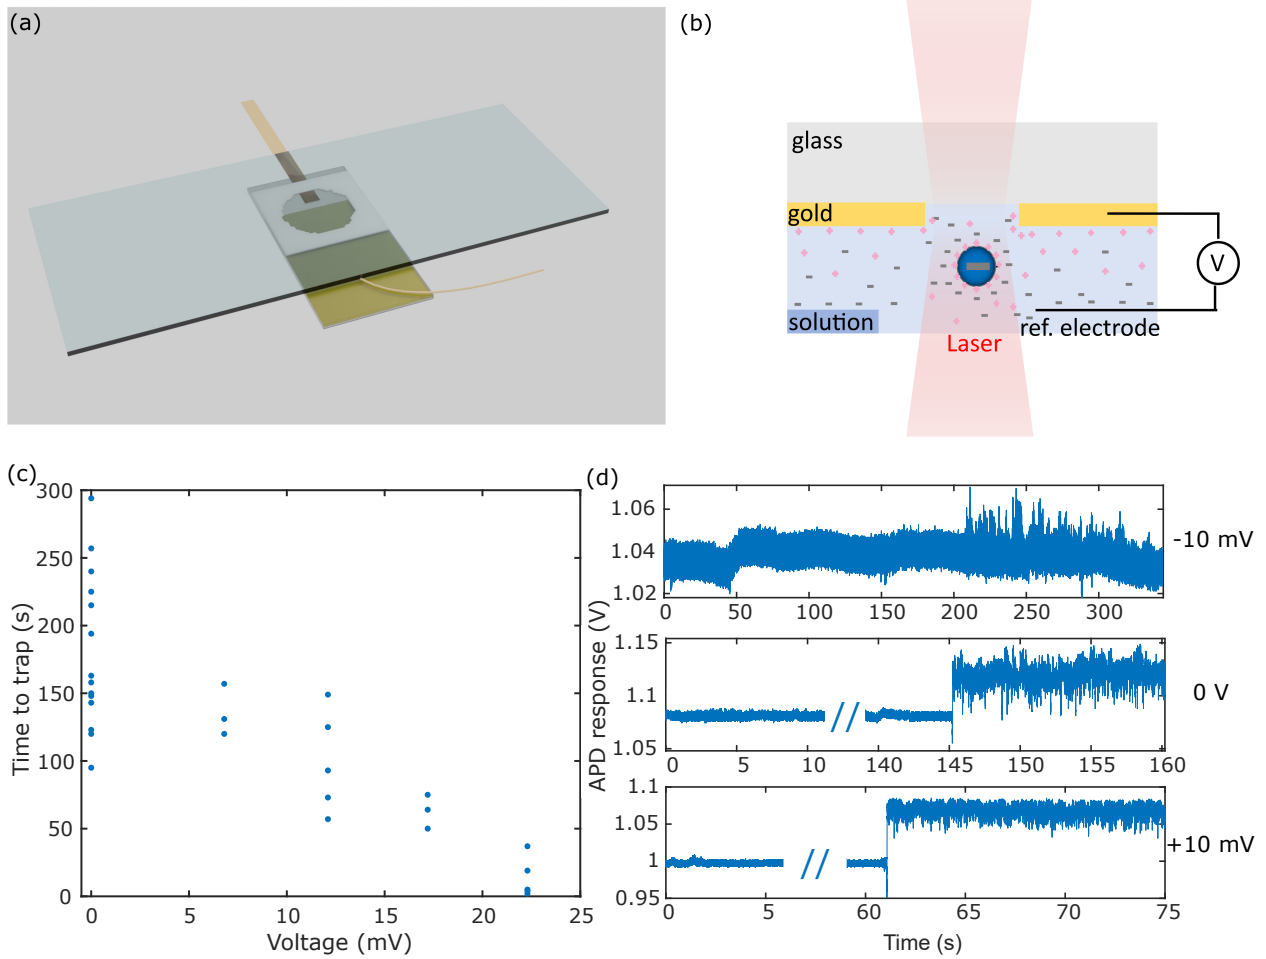 (a)
(b)
glass
gold
V
solution
ref. electrode
Laser
(c)
300
250
200
150
100
50
0
Time to trap (s)
0
5
10
15
20
25
Voltage (mV)
(d)
APD response (V)
1.06
1.04
1.02
0
50
100
150
200
250
300
-10 mV
1.15
1.1
1.05
0
5
10
140
145
150
155
160
0 V
1.1
1.05
1
0.95
0
5
60
65
70
75
+10 mV
Time (s)